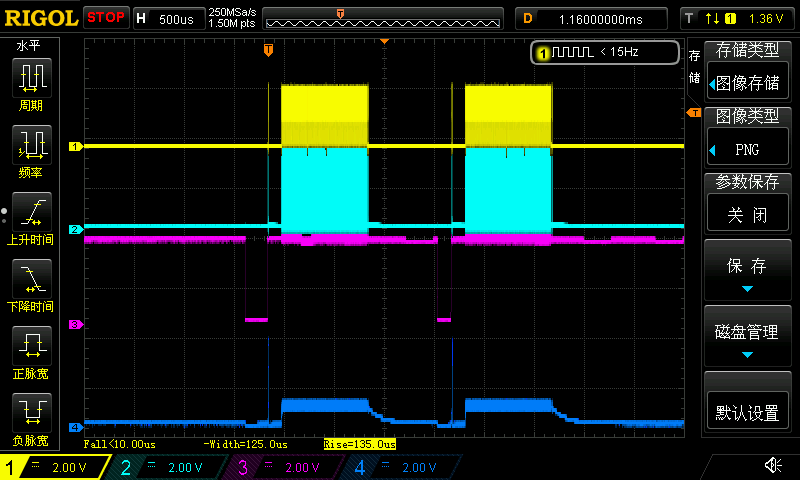 RIGOL STOP H 500us 250MSa/s D 1.16000000ms T 1 1.36 V
1.50M pts
水平
周期
频率
上升时间
下降时间
正脉宽
负脉宽
T
T
1 < 15Hz
T
1
2
3
4
Fall<10.00us -Width=125.0us Rise=135.0us
存储
存储类型
图像存储
图像类型
PNG
参数保存
关 闭
保 存
磁盘管理
默认设置
1 2.00 V 2 2.00 V 3 2.00 V 4 2.00 V